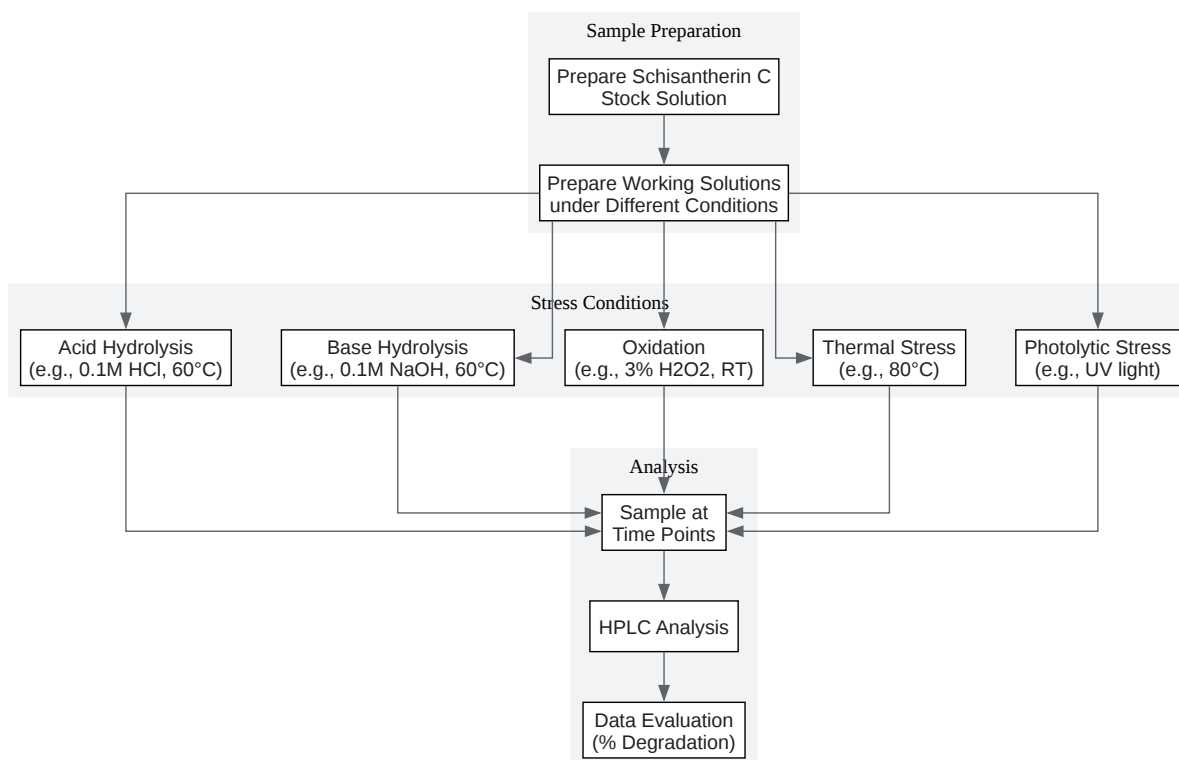 Sample Preparation
Prepare Schisantherin C
Stock Solution
Prepare Working Solutions
under Different Conditions
Stress Conditions
Acid Hydrolysis
(e.g., 0.1M HCl, 60°C)
Base Hydrolysis
(e.g., 0.1M NaOH, 60°C)
Oxidation
(e.g., 3% H2O2, RT)
Thermal Stress
(e.g., 80°C)
Photolytic Stress
(e.g., UV light)
Analysis
Sample at
Time Points
HPLC Analysis
Data Evaluation
(% Degradation)